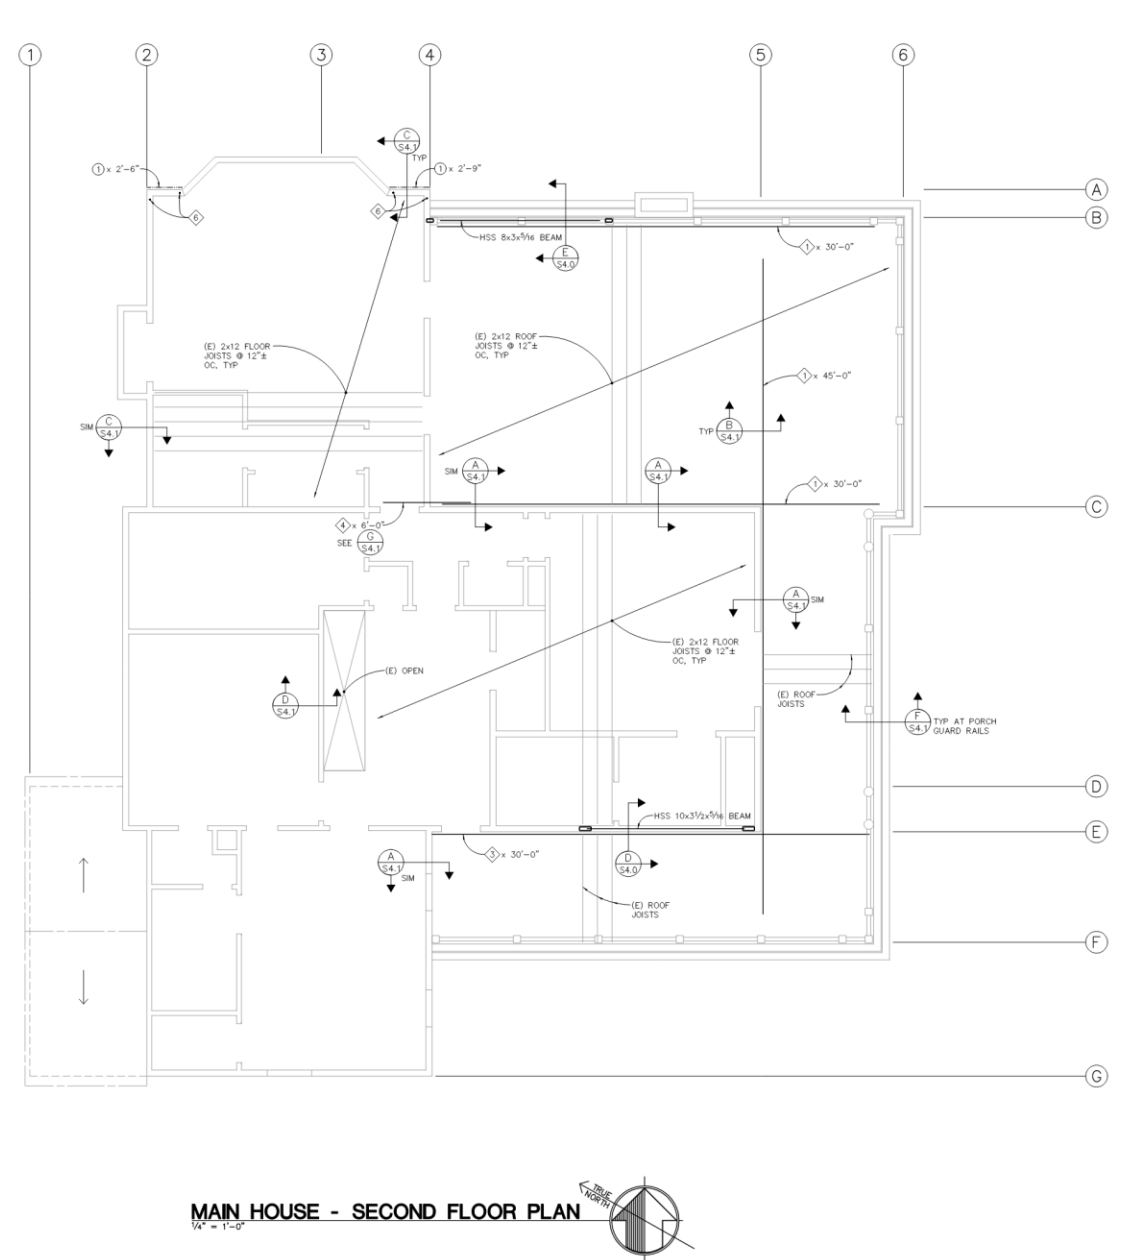 1
2
3
4
5
6
C
S4.1
TYP
1 x 2'-6"
1 x 2'-9"
A
B
6
6
HSS 8x3x5/16 BEAM
1 x 30'-0"
E
S4.0
(E) 2x12 FLOOR
JOISTS @ 12"±
OC, TYP
(E) 2x12 ROOF
JOISTS @ 12"±
OC, TYP
1 x 45'-0"
SIM
C
S4.1
TYP
B
S4.1
SIM
A
S4.1
A
S4.1
1 x 30'-0"
C
4 x 6'-0"
SEE
G
S4.1
A
S4.1
SIM
(E) 2x12 FLOOR
JOISTS @ 12"±
OC, TYP
(E) OPEN
D
S4.1
(E) ROOF
JOISTS
F
S4.1
TYP AT PORCH
GUARD RAILS
D
HSS 10x3½x5/16 BEAM
E
3 x 30'-0"
A
S4.1
SIM
D
S4.0
(E) ROOF
JOISTS
F
G
TRUE
NORTH
MAIN HOUSE - SECOND FLOOR PLAN
1/4" = 1'-0"